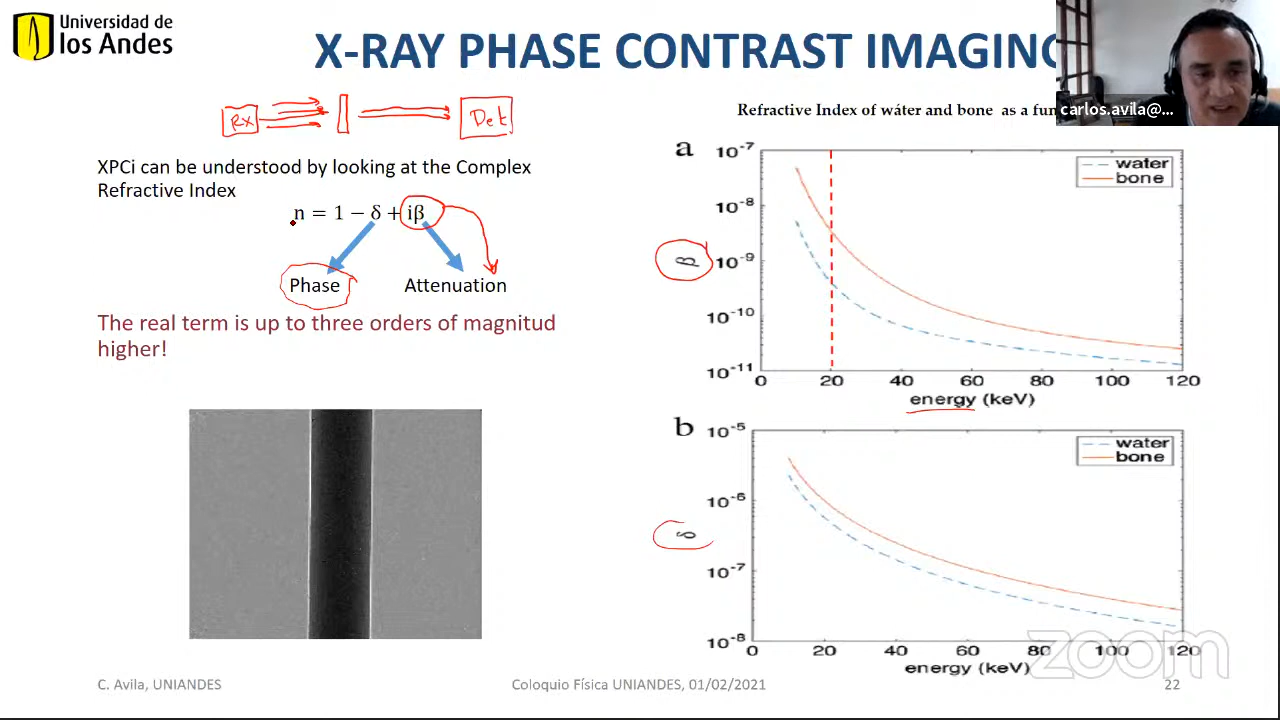 Universidad de
los Andes
X-RAY PHASE CONTRAST IMAGING
carlos.avila@...
RX
Det
XPCi can be understood by looking at the Complex
Refractive Index
n = 1 − δ + iβ
Phase
Attenuation
The real term is up to three orders of magnitud
higher!
Refractive Index of water and bone as a fun
a
10-7
10-8
10-9
10-10
10-11
β
water
bone
0 20 40 60 80 100 120
energy (keV)
b
10-5
10-6
10-7
10-8
δ
water
bone
0 20 40 60 80 100 120
energy (keV)
zoom
C. Avila, UNIANDES
Coloquio Física UNIANDES, 01/02/2021
22